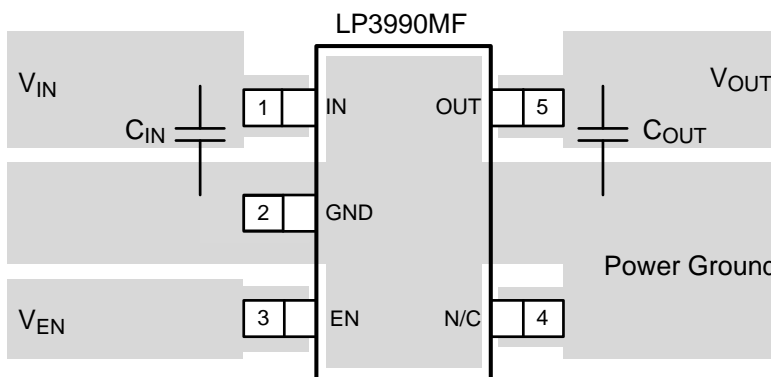 LP3990MF
VIN
VOUT
1
IN
OUT
5
CIN
COUT
2
GND
Power Ground
VEN
3
EN
N/C
4